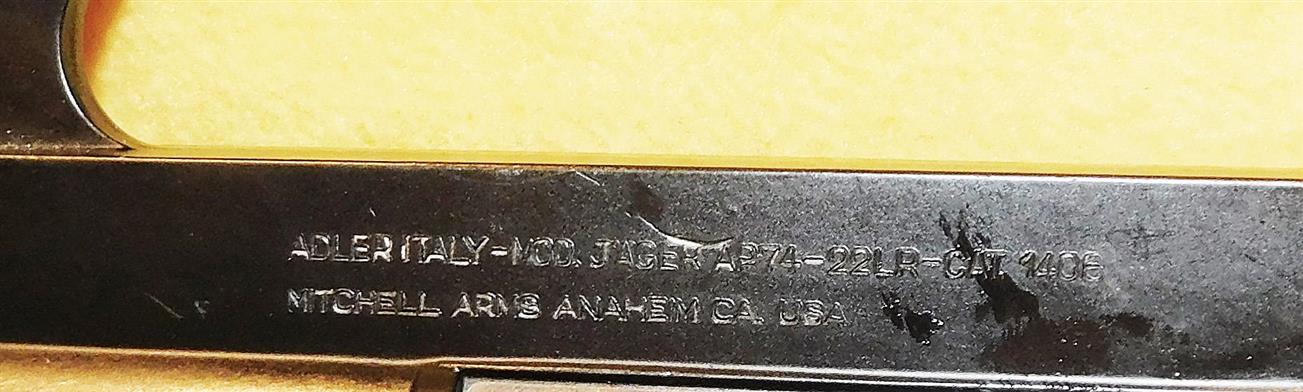 ADLER ITALY-MOD. JÄGER AP74-22LR-CAT. 1406
MITCHELL ARMS ANAHEIM CA. USA